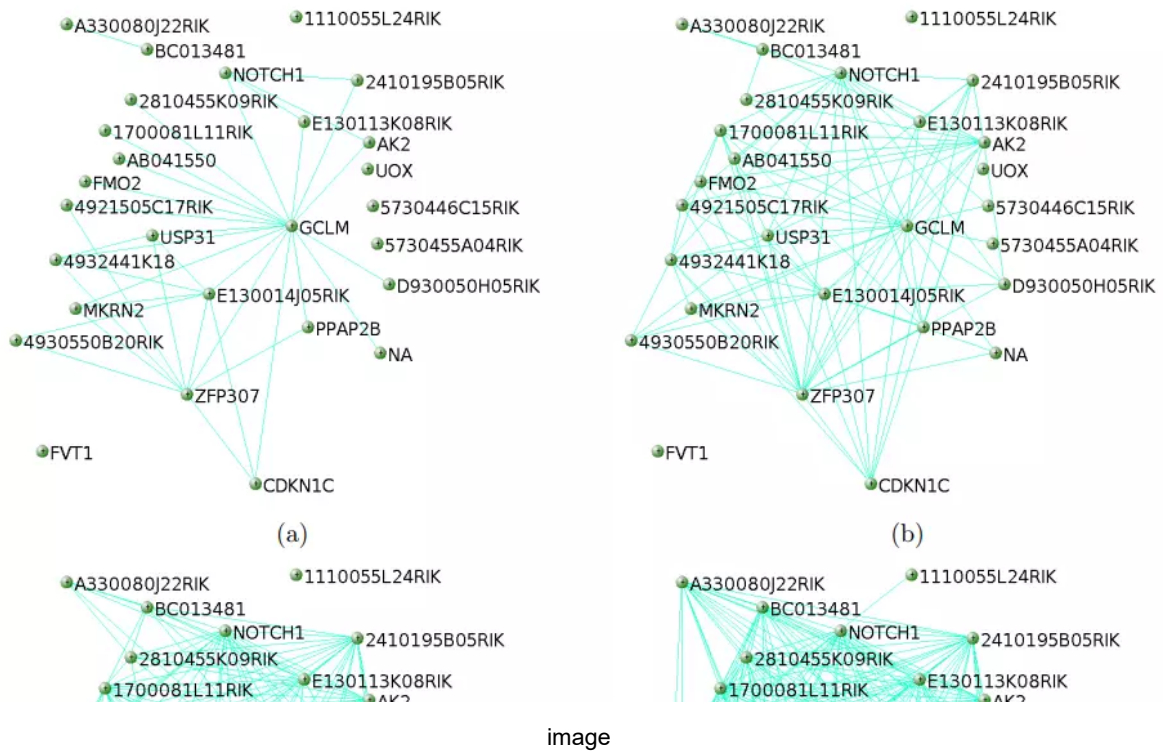 A330080J22RIK
1110055L24RIK
BC013481
NOTCH1
2410195B05RIK
2810455K09RIK
E130113K08RIK
1700081L11RIK
AK2
AB041550
UOX
FMO2
4921505C17RIK
5730446C15RIK
GCLM
USP31
5730455A04RIK
4932441K18
D930050H05RIK
E130014J05RIK
MKRN2
PPAP2B
4930550B20RIK
NA
ZFP307
FVT1
CDKN1C
(a)
A330080J22RIK
1110055L24RIK
BC013481
NOTCH1
2410195B05RIK
2810455K09RIK
E130113K08RIK
1700081L11RIK
AK2
AB041550
UOX
FMO2
4921505C17RIK
5730446C15RIK
GCLM
USP31
5730455A04RIK
4932441K18
D930050H05RIK
E130014J05RIK
MKRN2
PPAP2B
4930550B20RIK
NA
ZFP307
FVT1
CDKN1C
(b)
A330080J22RIK
1110055L24RIK
BC013481
NOTCH1
2410195B05RIK
2810455K09RIK
E130113K08RIK
1700081L11RIK
AK2
A330080J22RIK
1110055L24RIK
BC013481
NOTCH1
2410195B05RIK
2810455K09RIK
E130113K08RIK
1700081L11RIK
AK2
image